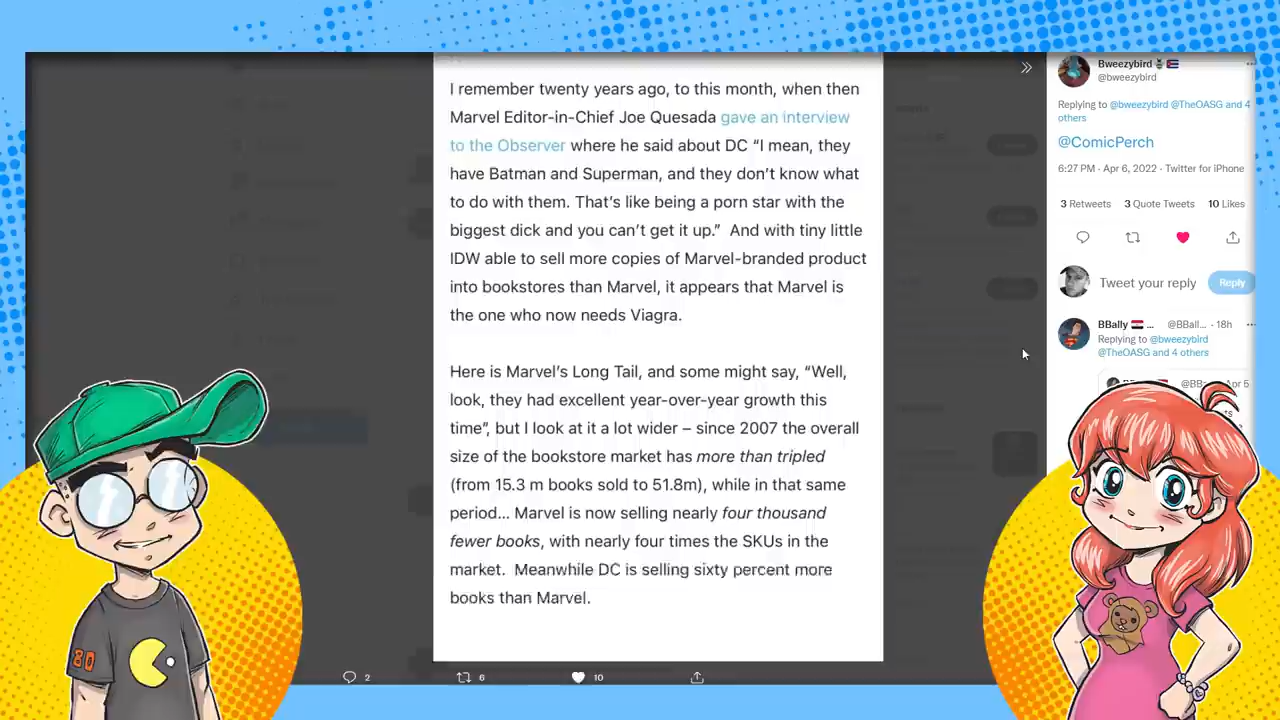 I remember twenty years ago, to this month, when then
Marvel Editor-in-Chief Joe Quesada gave an interview
to the Observer where he said about DC “I mean, they
have Batman and Superman, and they don’t know what
to do with them. That’s like being a porn star with the
biggest dick and you can’t get it up.”  And with tiny little
IDW able to sell more copies of Marvel-branded product
into bookstores than Marvel, it appears that Marvel is
the one who now needs Viagra.
Here is Marvel’s Long Tail, and some might say, “Well,
look, they had excellent year-over-year growth this
time”, but I look at it a lot wider – since 2007 the overall
size of the bookstore market has more than tripled
(from 15.3 m books sold to 51.8m), while in that same
period... Marvel is now selling nearly four thousand
fewer books, with nearly four times the SKUs in the
market.  Meanwhile DC is selling sixty percent more
books than Marvel.
2 6 10
Bweezybird
@bweezybird
Replying to @bweezybird @TheOASG and 4
others
@ComicPerch
6:27 PM · Apr 6, 2022 · Twitter for iPhone
3 Retweets 3 Quote Tweets 10 Likes
Tweet your reply Reply
BBally ... @BBall... · 18h
Replying to @bweezybird
@TheOASG and 4 others
Apr 5
80